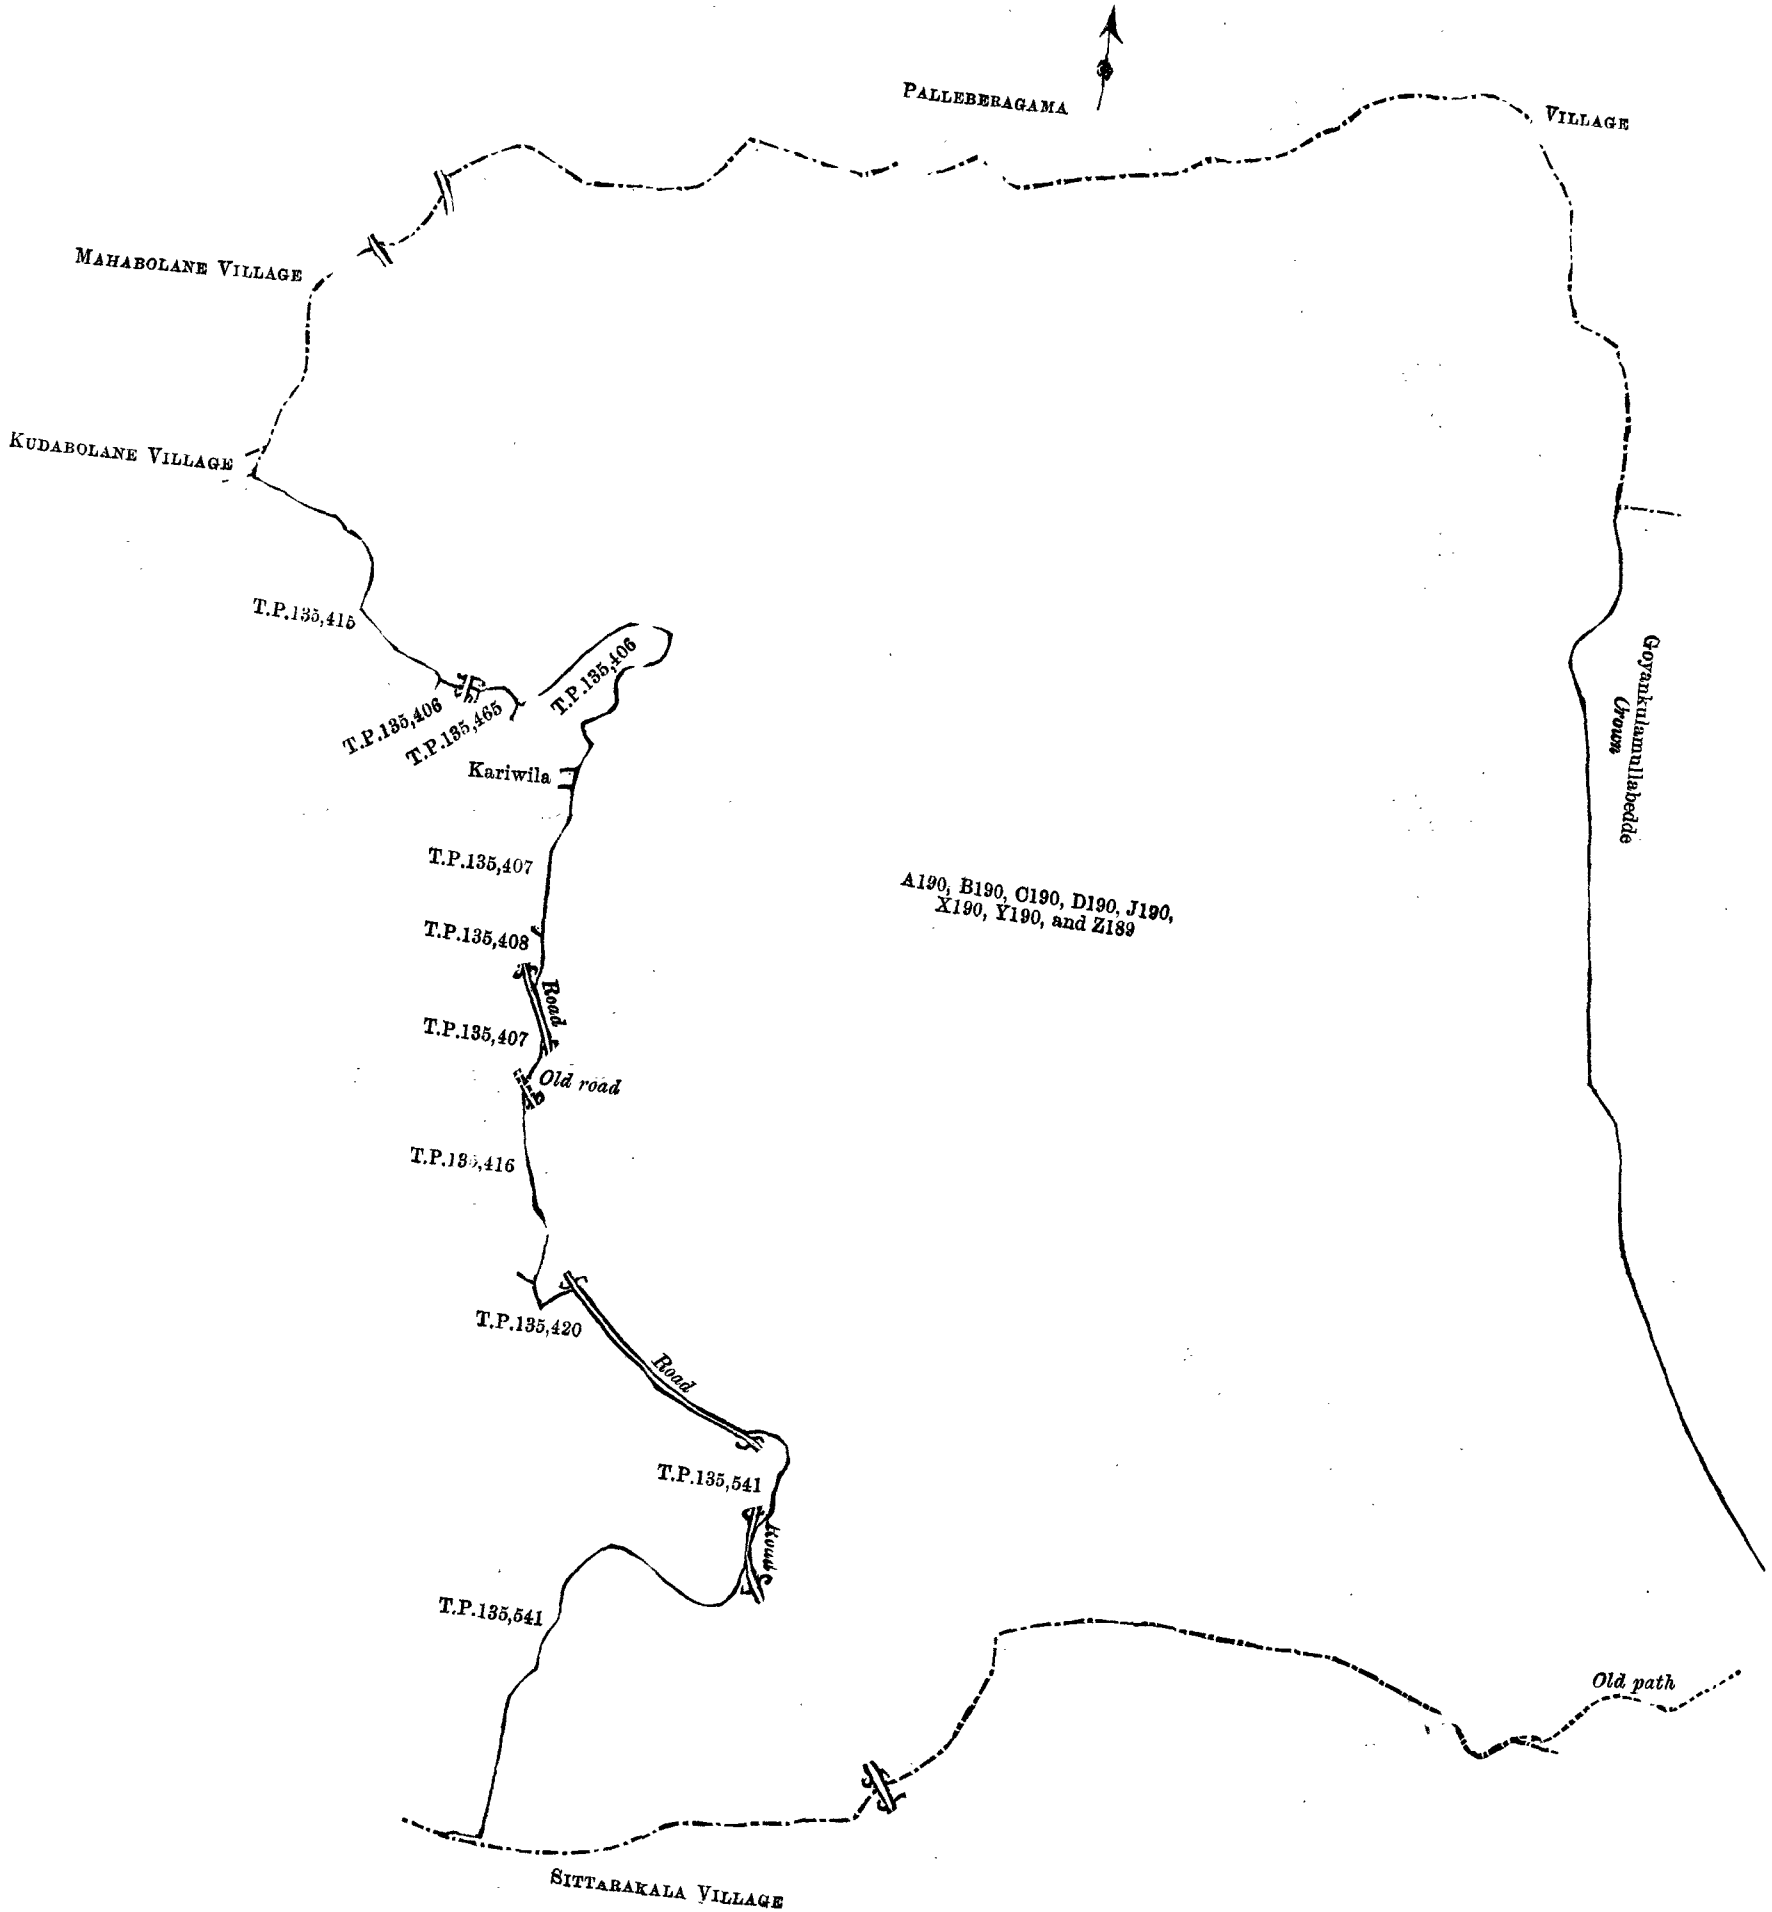 PALLEBERAGAMA
VILLAGE
MAHABOLANE VILLAGE
KUDABOLANE VILLAGE
T.P.135,415
T.P.135,406
T.P.135,406
T.P.135,465
Kariwila
Goyankulamullabedde
Crown
T.P.135,407
A190, B190, C190, D190, J190,
X190, Y190, and Z189
T.P.135,408
Road
T.P.135,407
Old road
T.P.135,416
T.P.135,420
Road
T.P.135,541
Road
T.P.135,541
Old path
SITTARAKALA VILLAGE